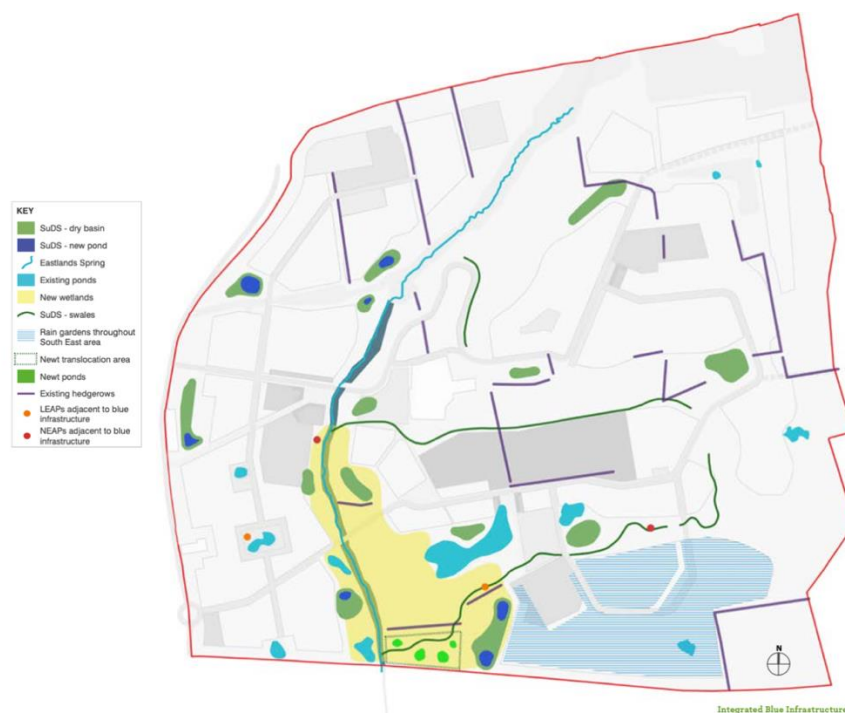 KEY
SuDS - dry basin
SuDS - new pond
Eastlands Spring
Existing ponds
New wetlands
SuDS - swales
Rain gardens throughout
South East area
Newt translocation area
Newt ponds
Existing hedgerows
LEAPs adjacent to blue
infrastructure
NEAPs adjacent to blue
infrastructure
N
Integrated Blue Infrastructure